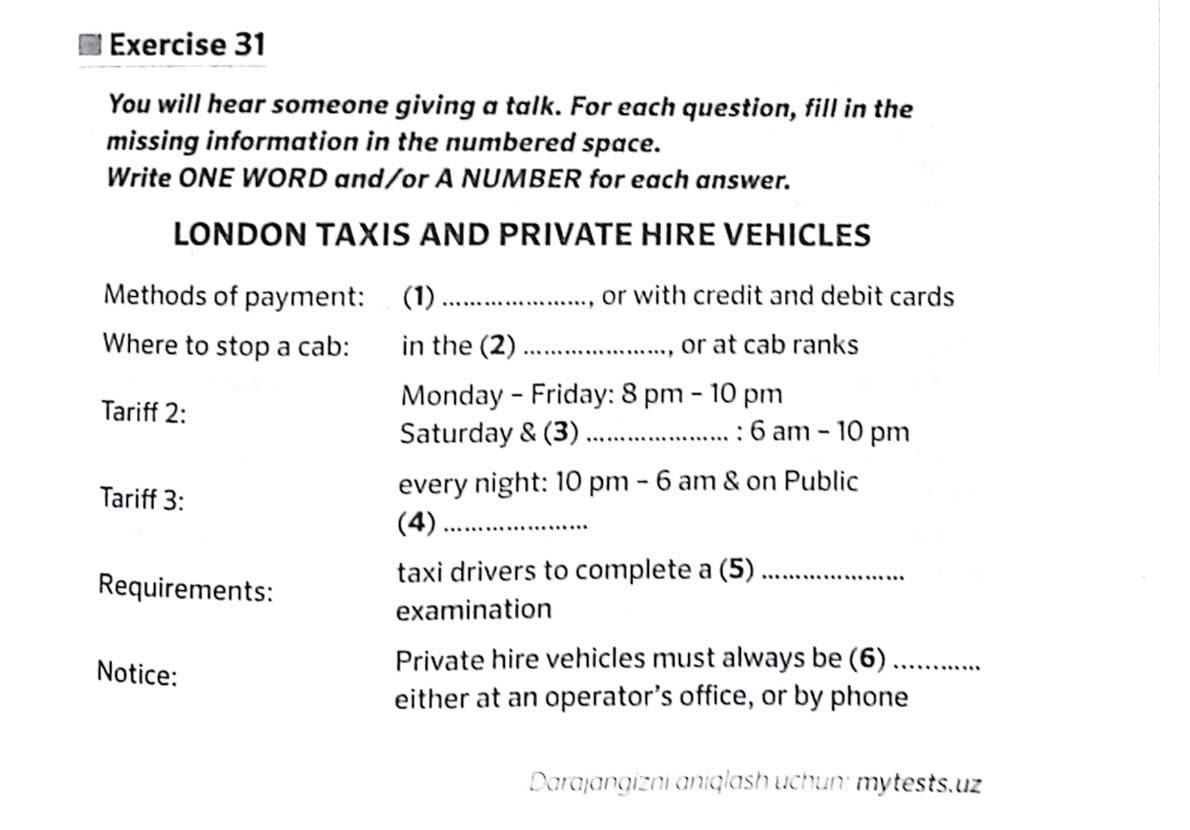 Exercise 31
You will hear someone giving a talk. For each question, fill in the
missing information in the numbered space.
Write ONE WORD and/or A NUMBER for each answer.
LONDON TAXIS AND PRIVATE HIRE VEHICLES
Methods of payment: (1) ......................, or with credit and debit cards
Where to stop a cab: in the (2) ......................, or at cab ranks
Tariff 2: Monday – Friday: 8 pm – 10 pm
Saturday & (3) ...................... : 6 am – 10 pm
Tariff 3: every night: 10 pm – 6 am & on Public
(4) ......................
Requirements: taxi drivers to complete a (5) ......................
examination
Notice: Private hire vehicles must always be (6) ............
either at an operator's office, or by phone
Darajangizni aniqlash uchun: mytests.uz